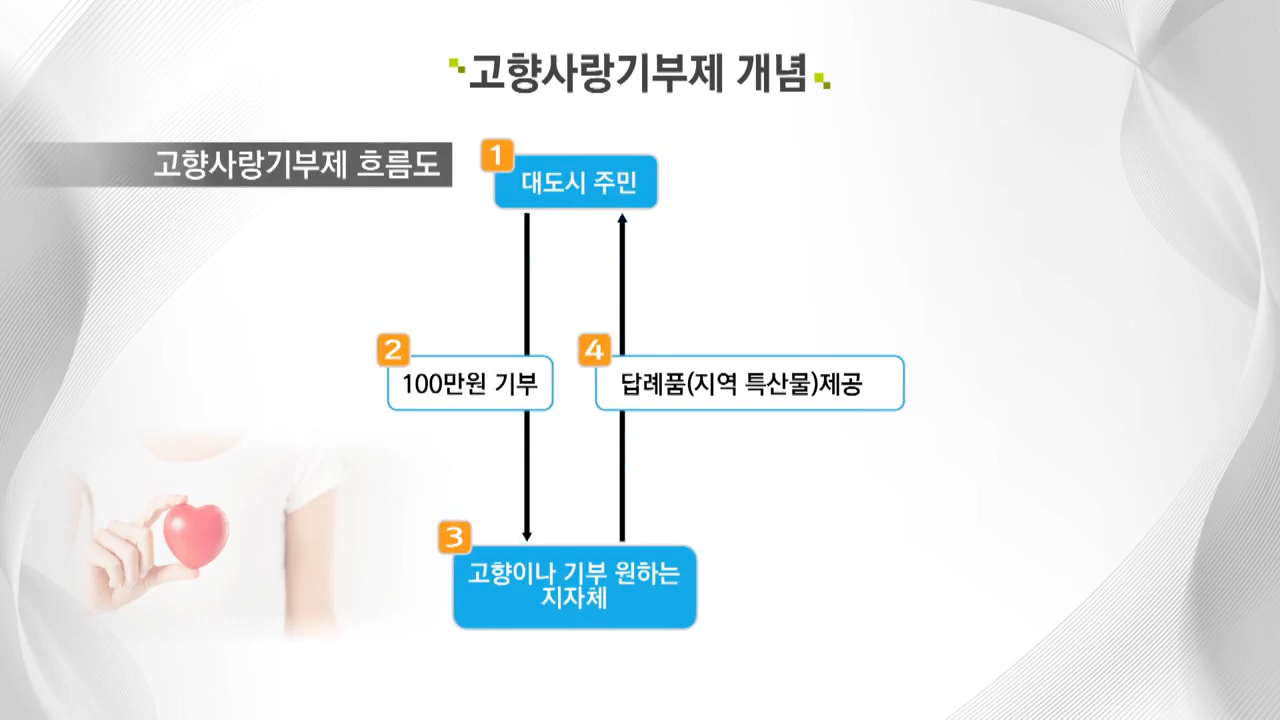 고향사랑기부제 개념
고향사랑기부제 흐름도
1
대도시 주민
2
100만원 기부
4
답례품(지역 특산물)제공
3
고향이나 기부 원하는
지자체